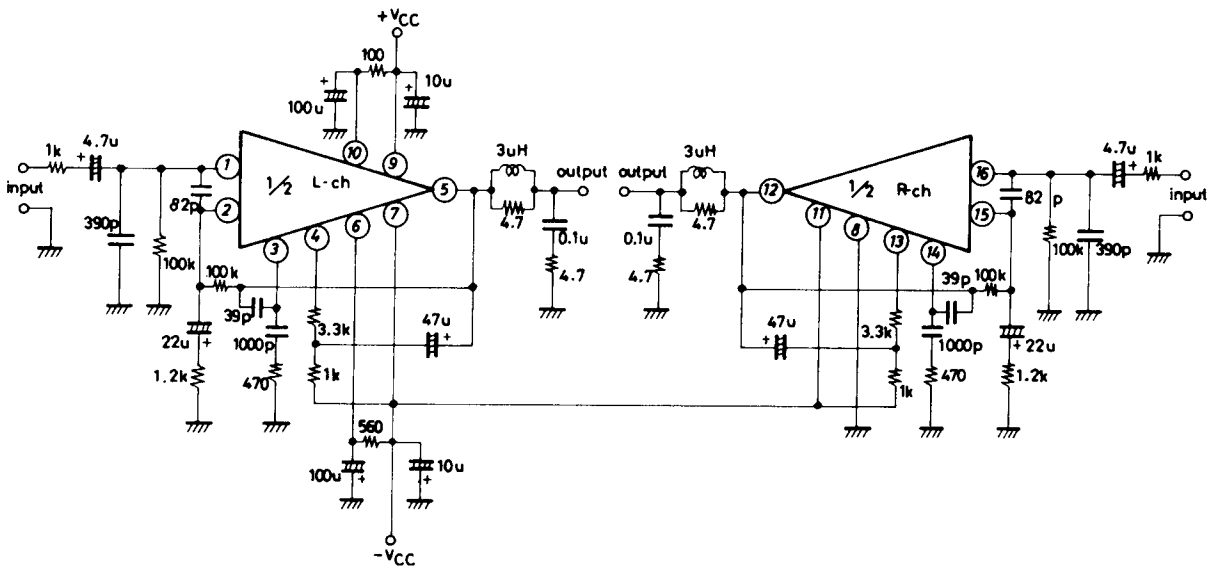 +VCC
100
+
100u
+
10u
1k
4.7u
+
input
390p
100k
82p
1
2
10
9
1/2 L-ch
5
3
4
6
7
3uH
4.7
output
0.1u
4.7
100k
39p
1000p
470
22u
+
1.2k
3.3k
1k
47u
+
560
100u
+
10u
+
-VCC
output
3uH
4.7
0.1u
4.7
12
1/2 R-ch
16
15
11
8
13
14
82
p
100k
390p
4.7u
+
1k
input
39p
100k
1000p
470
22u
+
1.2k
3.3k
1k
47u
+